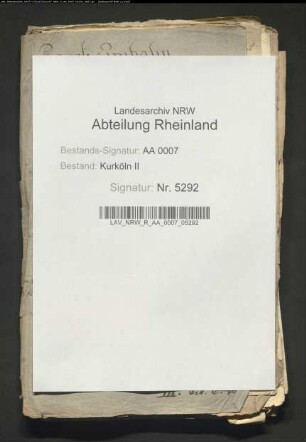 Landesarchiv NRW
Abteilung Rheinland
Bestands-Signatur: AA 0007
Bestand: Kurköln II
Signatur: Nr. 5292
LAV_NRW_R_AA_0007_05292